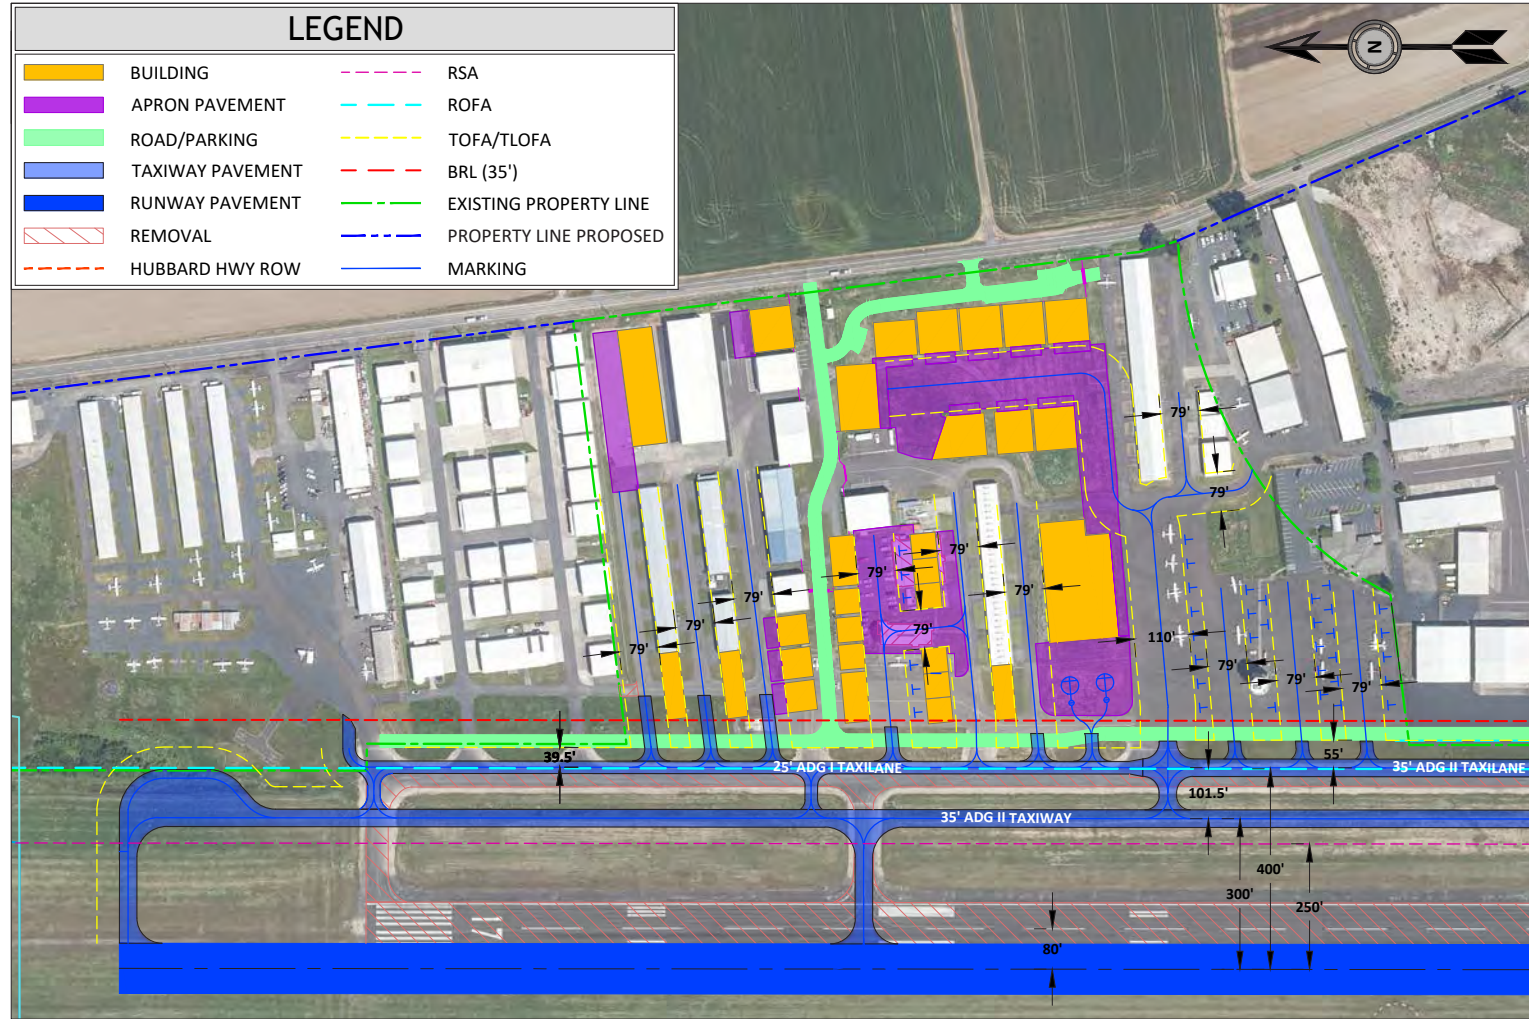 LEGEND
BUILDING
APRON PAVEMENT
ROAD/PARKING
TAXIWAY PAVEMENT
RUNWAY PAVEMENT
REMOVAL
HUBBARD HWY ROW
RSA
ROFA
TOFA/TLOFA
BRL (35')
EXISTING PROPERTY LINE
PROPERTY LINE PROPOSED
MARKING
N
79'
79'
79'
79'
79'
79'
79'
79'
79'
79'
110'
79'
79'
79'
39.5'
25' ADG I TAXILANE
55'
35' ADG II TAXILANE
101.5'
35' ADG II TAXIWAY
400'
300'
250'
80'